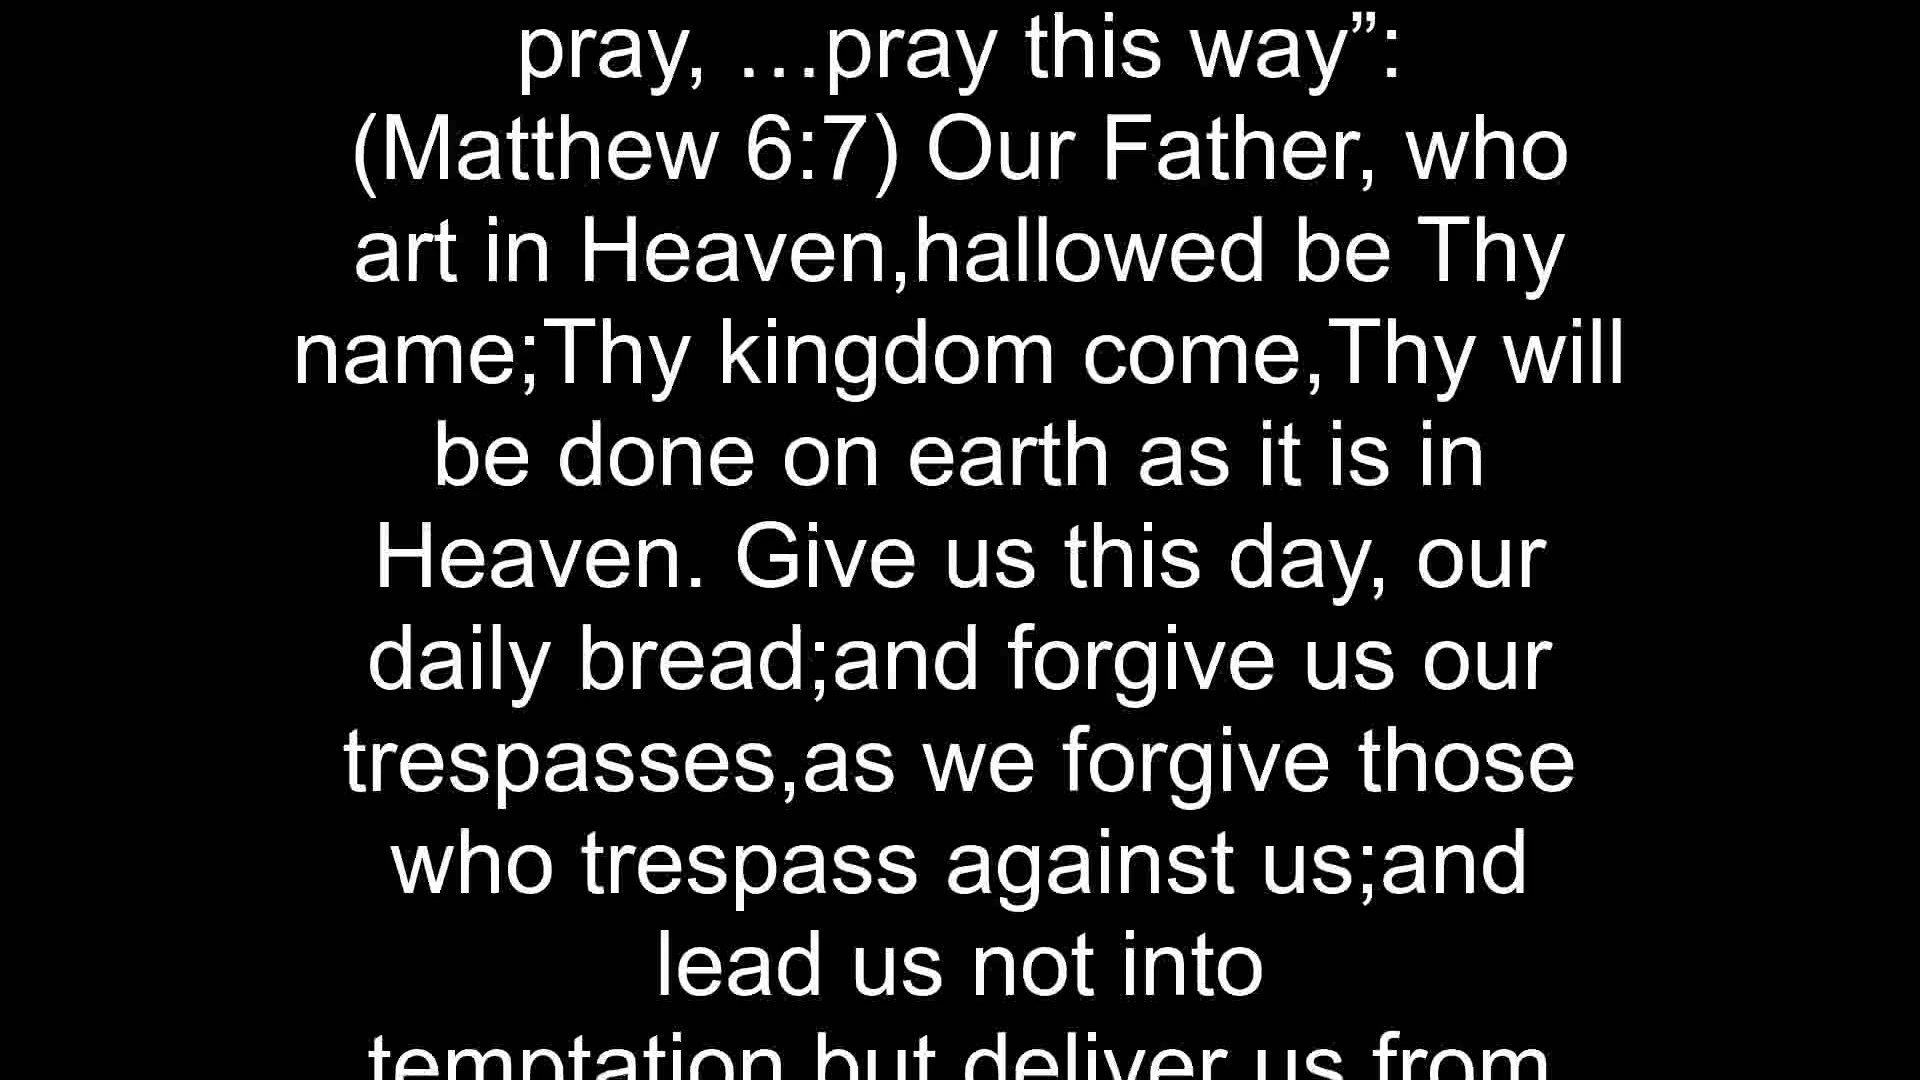 pray, …pray this way”:
(Matthew 6:7) Our Father, who
art in Heaven,hallowed be Thy
name;Thy kingdom come,Thy will
be done on earth as it is in
Heaven. Give us this day, our
daily bread;and forgive us our
trespasses,as we forgive those
who trespass against us;and
lead us not into
temptation,but deliver us from